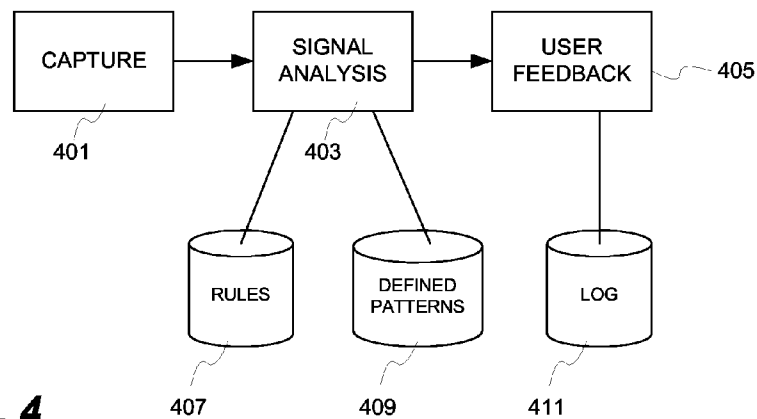 CAPTURE
SIGNAL
ANALYSIS
USER
FEEDBACK
405
401
403
RULES
DEFINED
PATTERNS
LOG
407
409
411
4